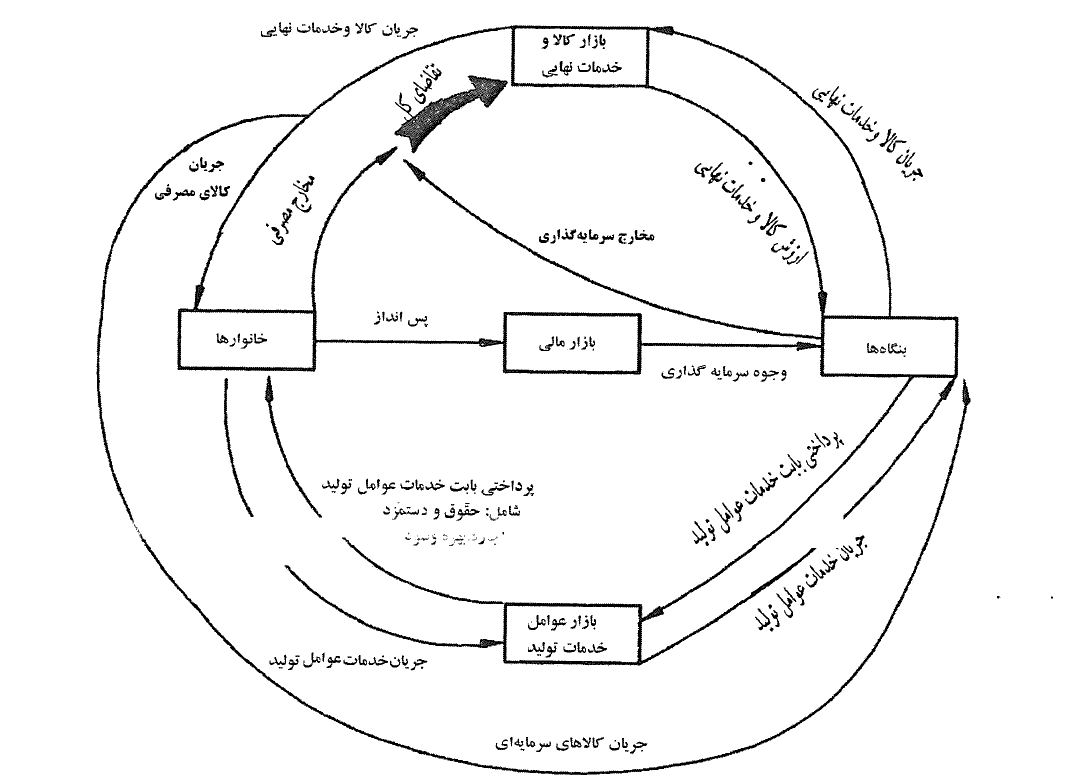 جریان کالا و خدمات نهایی
بازار کالا و
خدمات نهایی
تقاضای کل
جریان کالا و خدمات نهایی
جریان
کالای مصرفی
مخارج مصرفی
ارزش کالا و خدمات نهایی
مخارج سرمایه‌گذاری
خانوارها
پس انداز
بازار مالی
وجوه سرمایه گذاری
بنگاه‌ها
پرداختی بابت خدمات عوامل تولید
شامل: حقوق و دستمزد
پرداختی بابت خدمات عوامل تولید
جریان خدمات عوامل تولید
بازار عوامل
خدمات تولید
جریان خدمات عوامل تولید
جریان کالاهای سرمایه‌ای